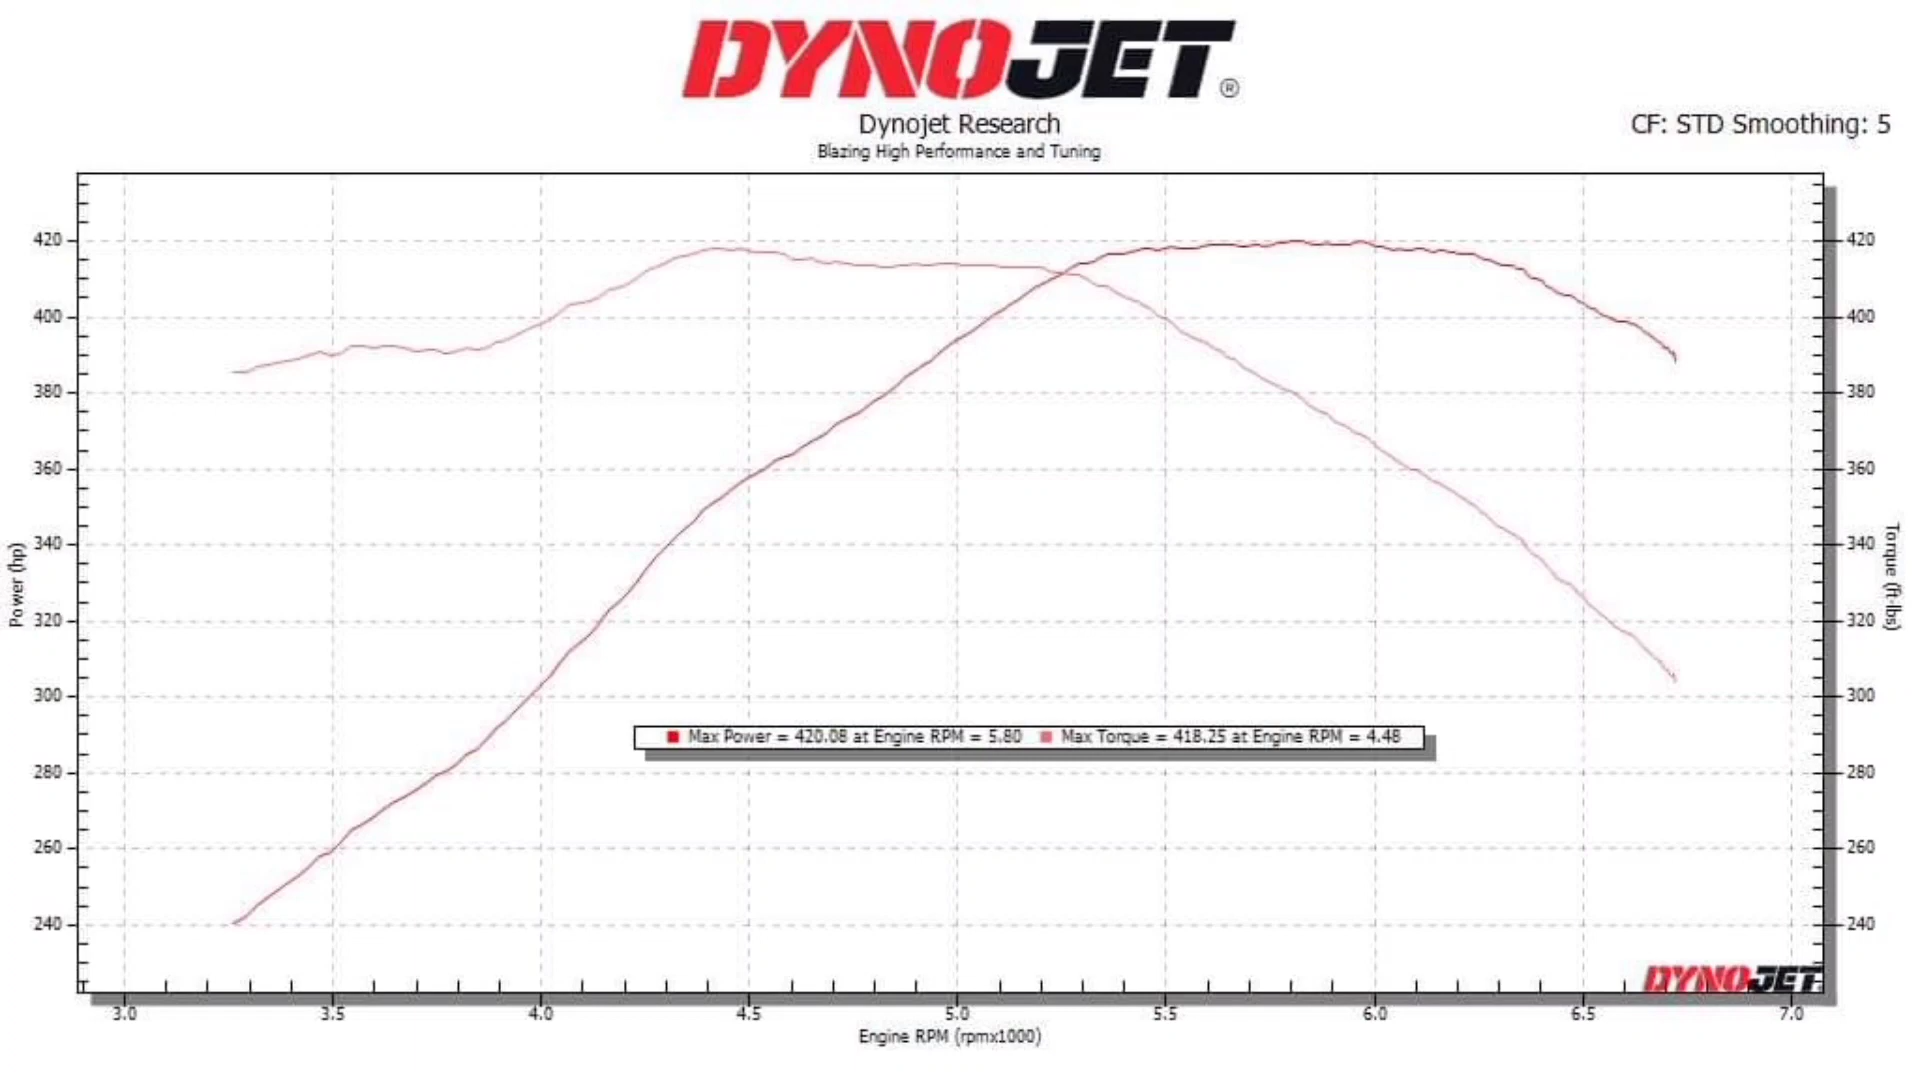 DYNOJET®
Dynojet Research
CF: STD Smoothing: 5
Blazing High Performance and Tuning
420
400
380
360
340
320
300
280
260
240
Power (hp)
420
400
380
360
340
320
300
280
260
240
Torque (ft-lbs)
Max Power = 420.08 at Engine RPM = 5.80 Max Torque = 418.25 at Engine RPM = 4.48
DYNOJET
3.0 3.5 4.0 4.5 5.0 5.5 6.0 6.5 7.0
Engine RPM (rpmx1000)